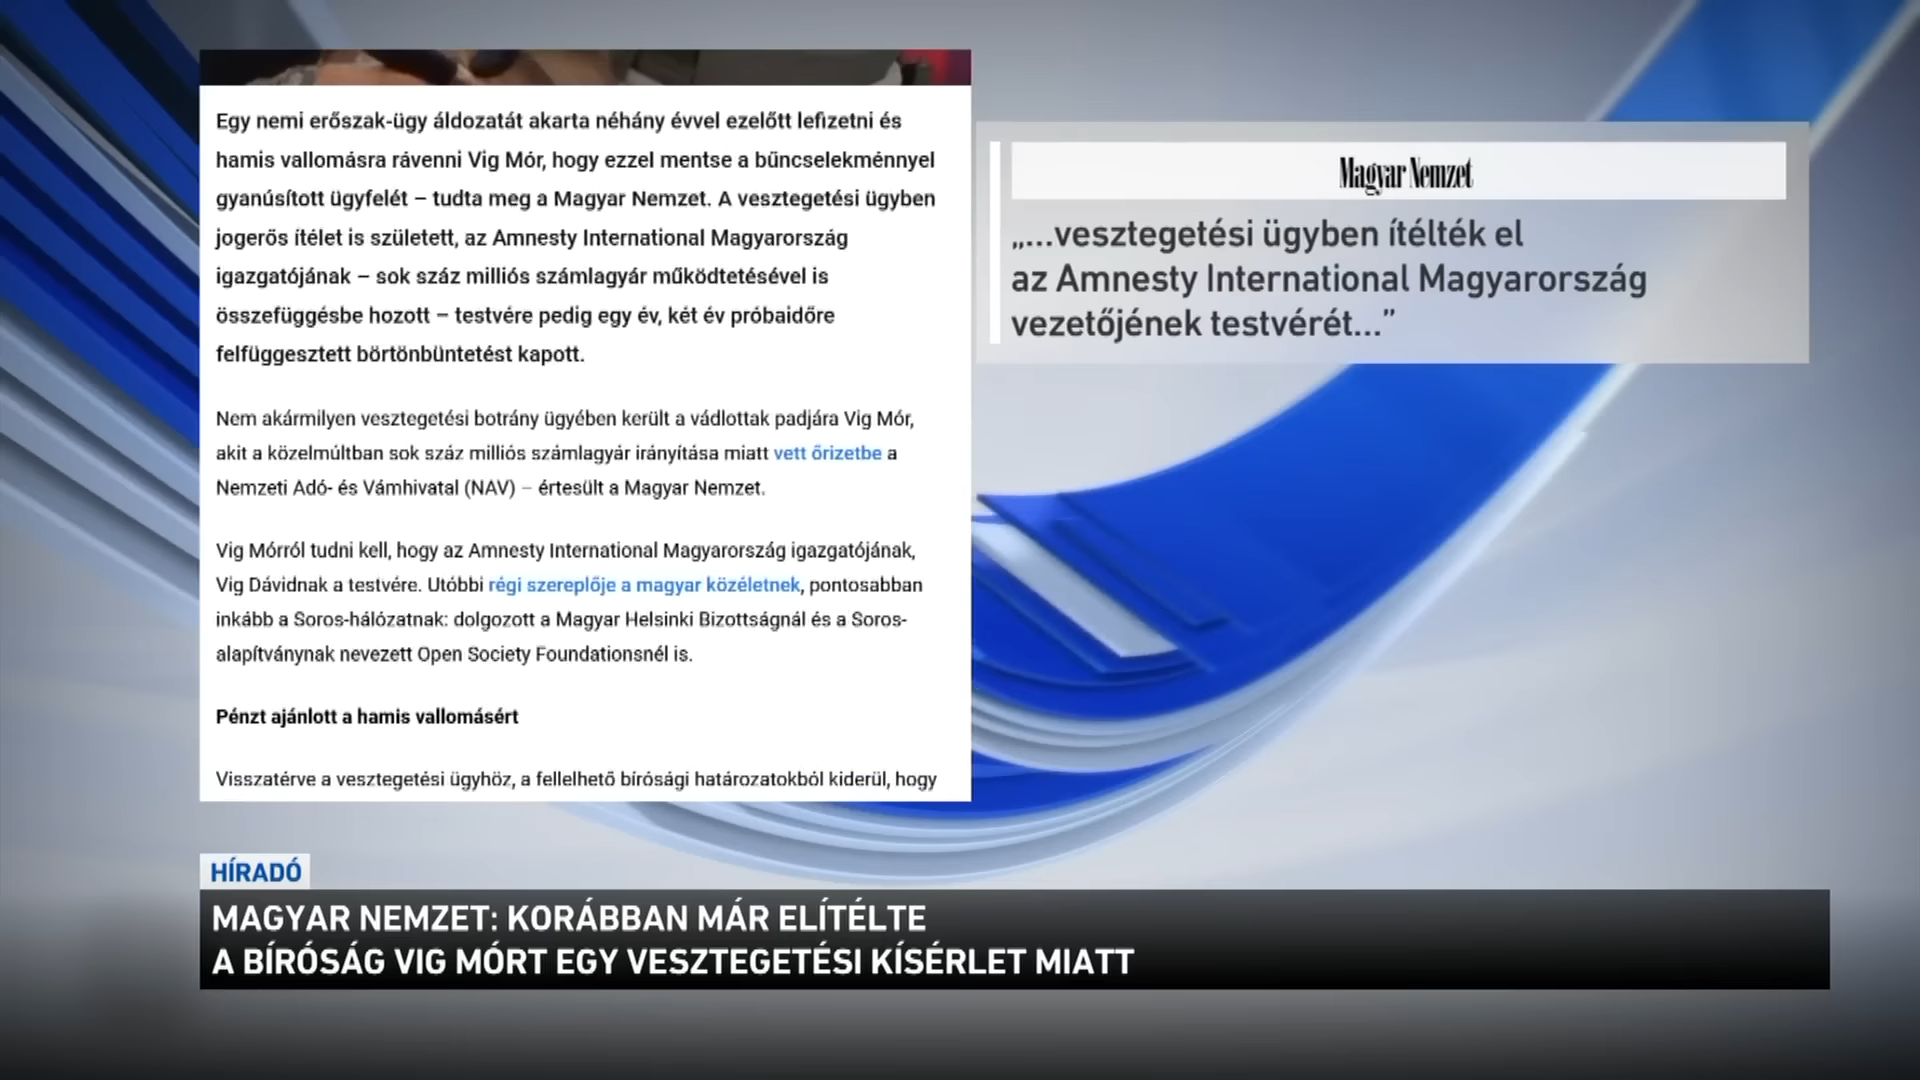 Egy nemi erőszak-ügy áldozatát akarta néhány évvel ezelőtt lefizetni és
hamis vallomásra rávenni Vig Mór, hogy ezzel mentse a bűncselekménnyel
gyanúsított ügyfelét – tudta meg a Magyar Nemzet. A vesztegetési ügyben
jogerős ítélet is született, az Amnesty International Magyarország
igazgatójának – sok száz milliós számlagyár működtetésével is
összefüggésbe hozott – testvére pedig egy év, két év próbaidőre
felfüggesztett börtönbüntetést kapott.
Nem akármilyen vesztegetési botrány ügyében került a vádlottak padjára Vig Mór,
akit a közelmúltban sok száz milliós számlagyár irányítása miatt vett őrizetbe a
Nemzeti Adó- és Vámhivatal (NAV) – értesült a Magyar Nemzet.
Vig Mórról tudni kell, hogy az Amnesty International Magyarország igazgatójának,
Vig Dávidnak a testvére. Utóbbi régi szereplője a magyar közéletnek, pontosabban
inkább a Soros-hálózatnak: dolgozott a Magyar Helsinki Bizottságnál és a Soros-
alapítványnak nevezett Open Society Foundationsnél is.
Pénzt ajánlott a hamis vallomásért
Visszatérve a vesztegetési ügyhöz, a fellelhető bírósági határozatokból kiderül, hogy
Magyar Nemzet
„...vesztegetési ügyben ítélték el
az Amnesty International Magyarország
vezetőjének testvérét...”
HÍRADÓ
MAGYAR NEMZET: KORÁBBAN MÁR ELÍTÉLTE
A BÍRÓSÁG VIG MÓRT EGY VESZTEGETÉSI KÍSÉRLET MIATT